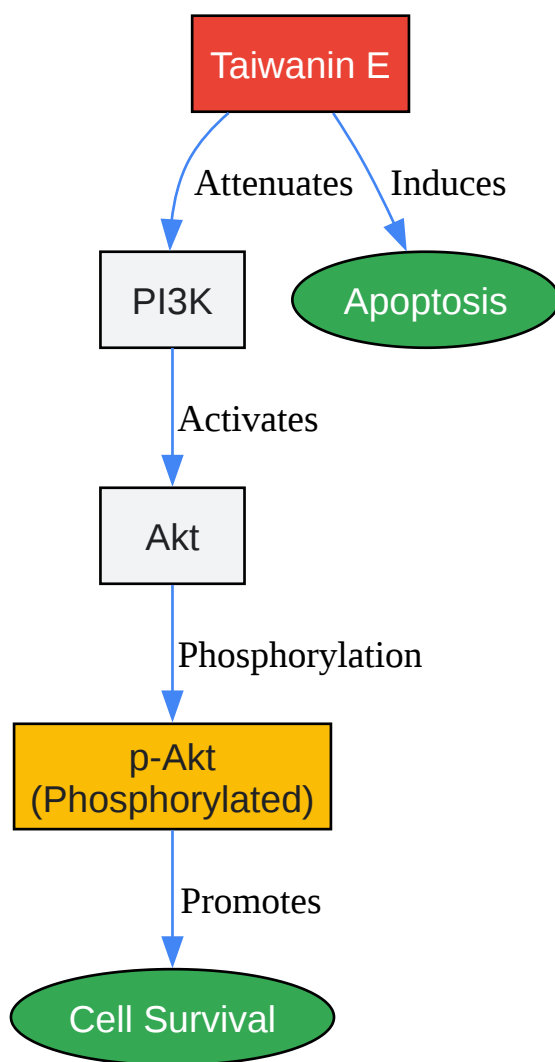 Taiwanin E
Attenuates
Induces
PI3K
Apoptosis
Activates
Akt
Phosphorylation
p-Akt
(Phosphorylated)
Promotes
Cell Survival